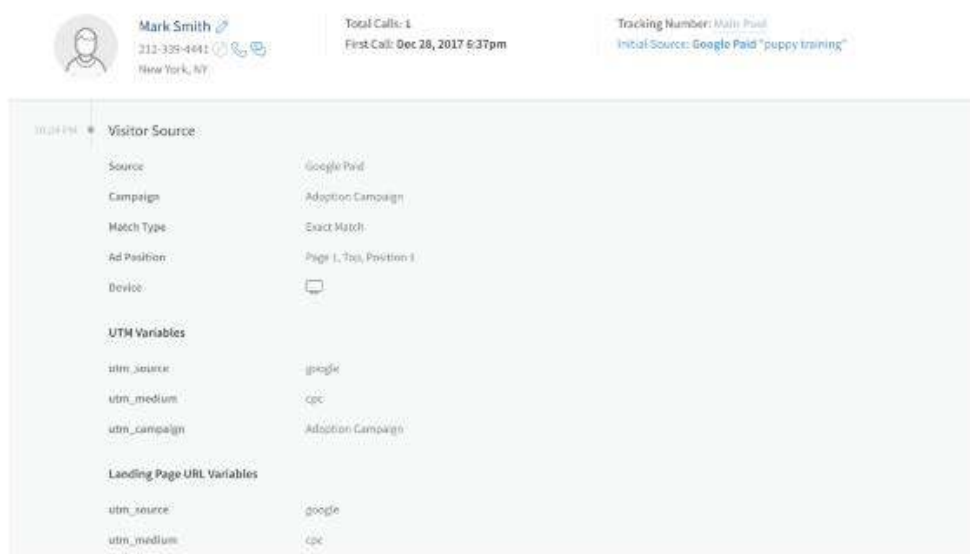 Mark Smith
Total Calls: 1
Tracking Number: Main Pool
212-339-4441
First Call: Dec 28, 2017 6:37pm
Initial Source: Google Paid "puppy training"
New York, NY
Visitor Source
Source Google Paid
Campaign Adoption Campaign
Match Type Exact Match
Ad Position Page 1, Top, Position 1
Device
UTM Variables
utm_source google
utm_medium cpc
utm_campaign Adoption Campaign
Landing Page URL Variables
utm_source google
utm_medium cpc